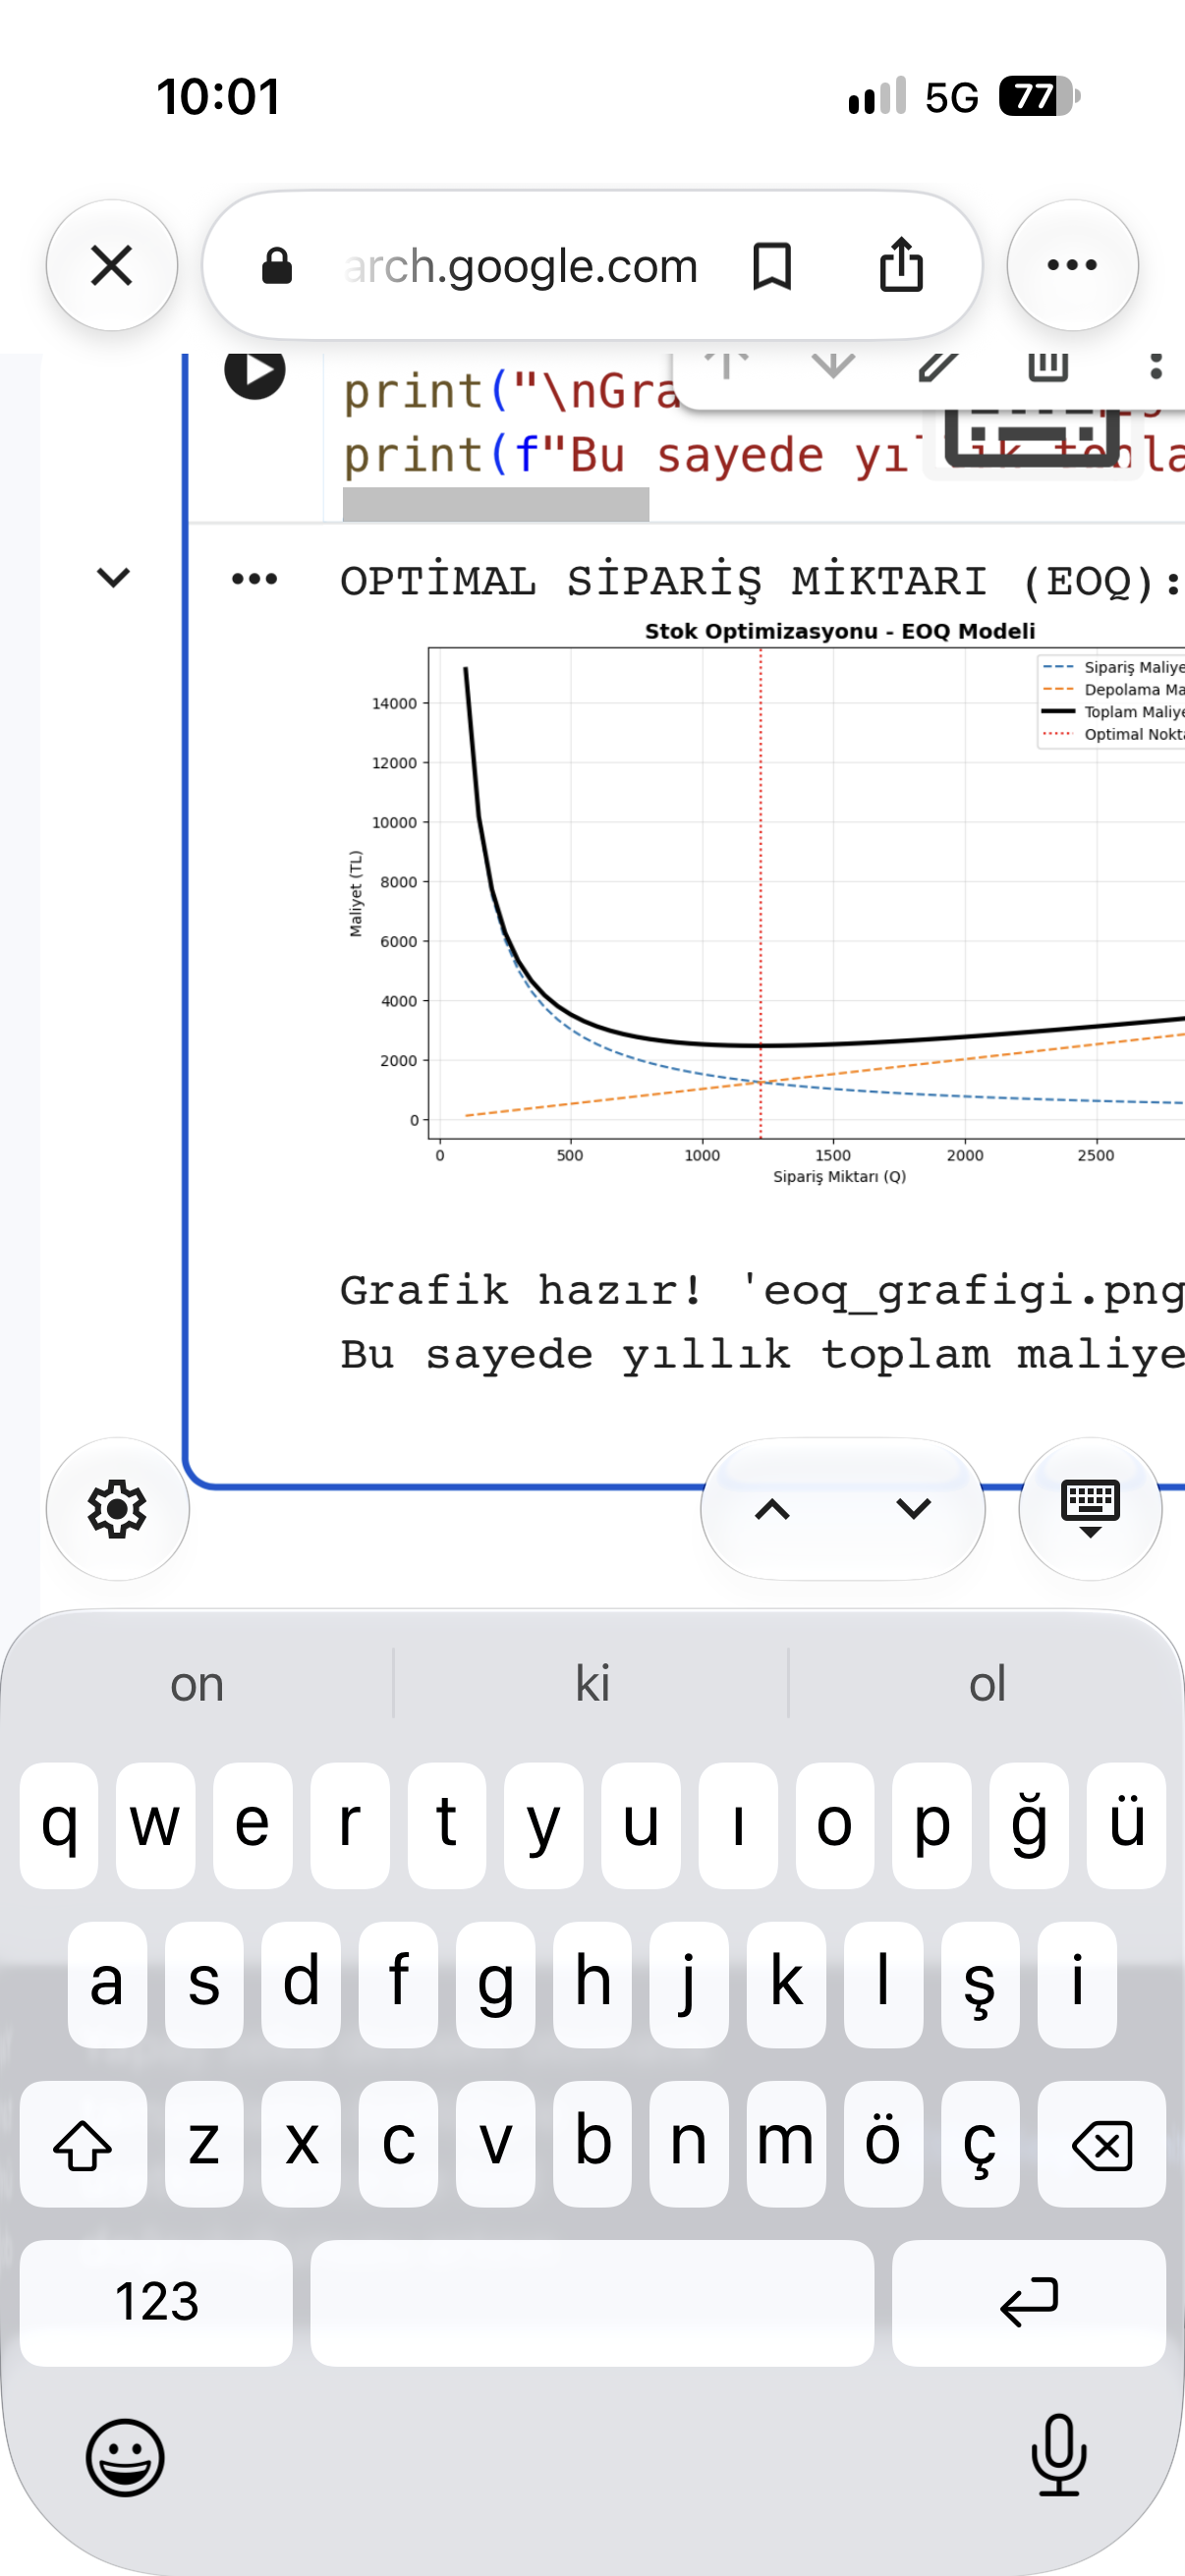 10:01
5G 77
arch.google.com
print("\nGra
print(f"Bu sayede
OPTİMAL SİPARİŞ MİKTARI (EOQ):
Stok Optimizasyonu - EOQ Modeli
Sipariş Maliye
Depolama Ma
Toplam Maliye
Optimal Nokta
Maliyet (TL)
14000
12000
10000
8000
6000
4000
2000
0
0 500 1000 1500 2000 2500
Sipariş Miktarı (Q)
Grafik hazır! 'eoq_grafigi.png
Bu sayede yıllık toplam maliye
on ki ol
q w e r t y u ı o p ğ ü
a s d f g h j k l ş i
z x c v b n m ö ç
123